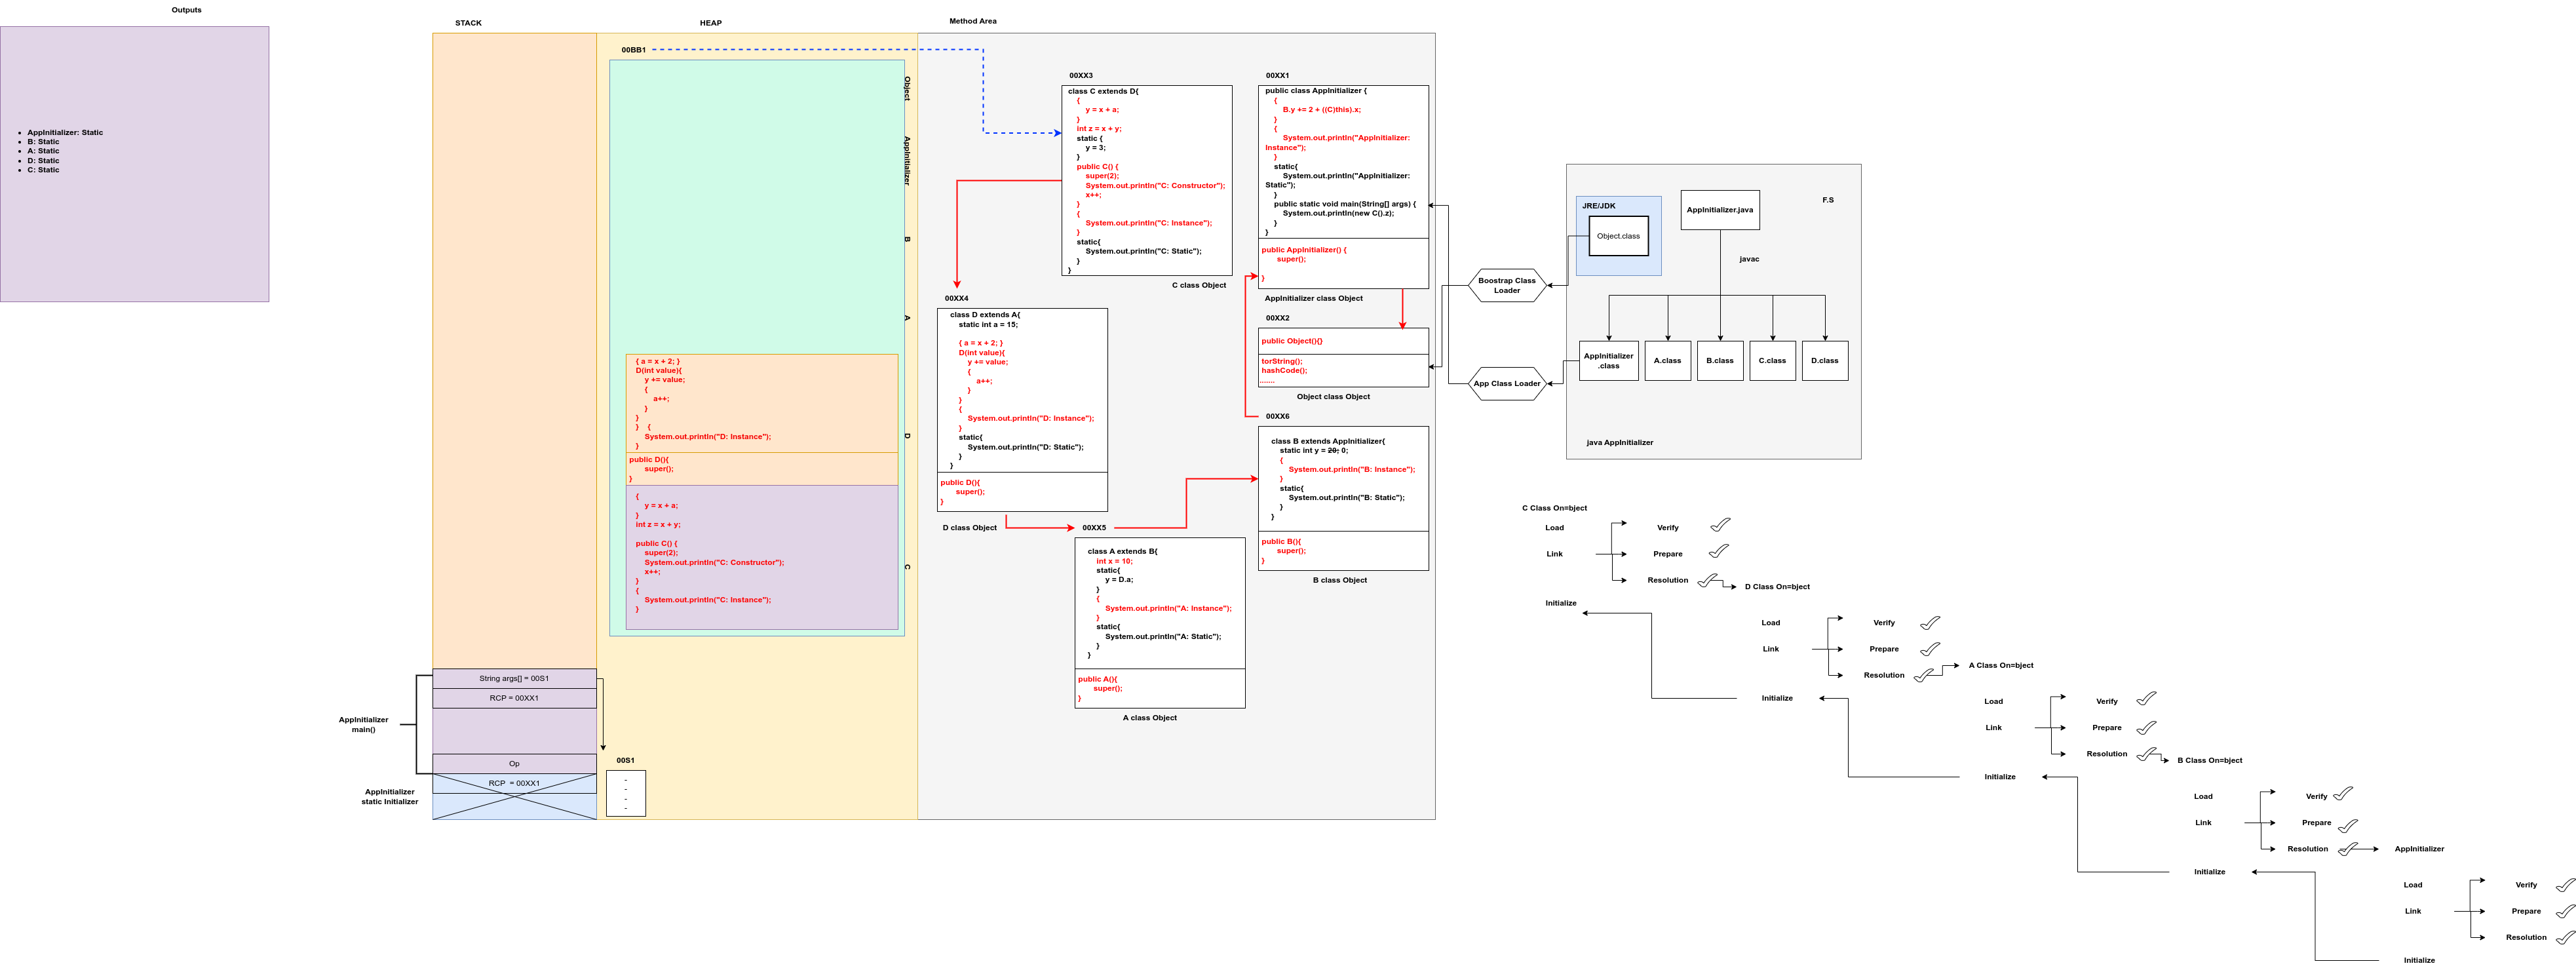 Outputs
AppInitializer: Static
B: Static
A: Static
D: Static
C: Static
STACK
HEAP
Method Area
00BB1
Object
AppInitializer
B
A
D
C
{ a = x + 2; }
D(int value){
y += value;
{
a++;
}
}
} {
System.out.println("D: Instance");
}
public D(){
super();
}
{
y = x + a;
}
int z = x + y;
public C() {
super(2);
System.out.println("C: Constructor");
x++;
}
{
System.out.println("C: Instance");
}
String args[] = 00S1
RCP = 00XX1
AppInitializer
main()
Op
RCP = 00XX1
AppInitializer
static Initializer
00S1
-
-
-
-
00XX3
class C extends D{
{
y = x + a;
}
int z = x + y;
static {
y = 3;
}
public C() {
super(2);
System.out.println("C: Constructor");
x++;
}
{
System.out.println("C: Instance");
}
static{
System.out.println("C: Static");
}
}
C class Object
00XX1
public class AppInitializer {
{
B.y += 2 + ((C)this).x;
}
{
System.out.println("AppInitializer:
Instance");
}
static{
System.out.println("AppInitializer:
Static");
}
public static void main(String[] args) {
System.out.println(new C().z);
}
}
public AppInitializer() {
super();
}
AppInitializer class Object
00XX2
public Object(){}
torString();
hashCode();
.......
Object class Object
00XX4
class D extends A{
static int a = 15;
{ a = x + 2; }
D(int value){
y += value;
{
a++;
}
}
{
System.out.println("D: Instance");
}
static{
System.out.println("D: Static");
}
}
public D(){
super();
}
D class Object
00XX5
class A extends B{
int x = 10;
static{
y = D.a;
}
{
System.out.println("A: Instance");
}
static{
System.out.println("A: Static");
}
}
public A(){
super();
}
A class Object
00XX6
class B extends AppInitializer{
static int y = 20; 0;
{
System.out.println("B: Instance");
}
static{
System.out.println("B: Static");
}
}
public B(){
super();
}
B class Object
Boostrap Class
Loader
App Class Loader
JRE/JDK
Object.class
AppInitializer.java
F.S
javac
AppInitializer
.class
A.class
B.class
C.class
D.class
java AppInitializer
C Class On=bject
Load
Verify
Link
Prepare
Resolution
D Class On=bject
Initialize
Load
Verify
Link
Prepare
Resolution
A Class On=bject
Initialize
Load
Verify
Link
Prepare
Resolution
B Class On=bject
Initialize
Load
Verify
Link
Prepare
Resolution
AppInitializer
Initialize
Load
Verify
Link
Prepare
Resolution
Initialize